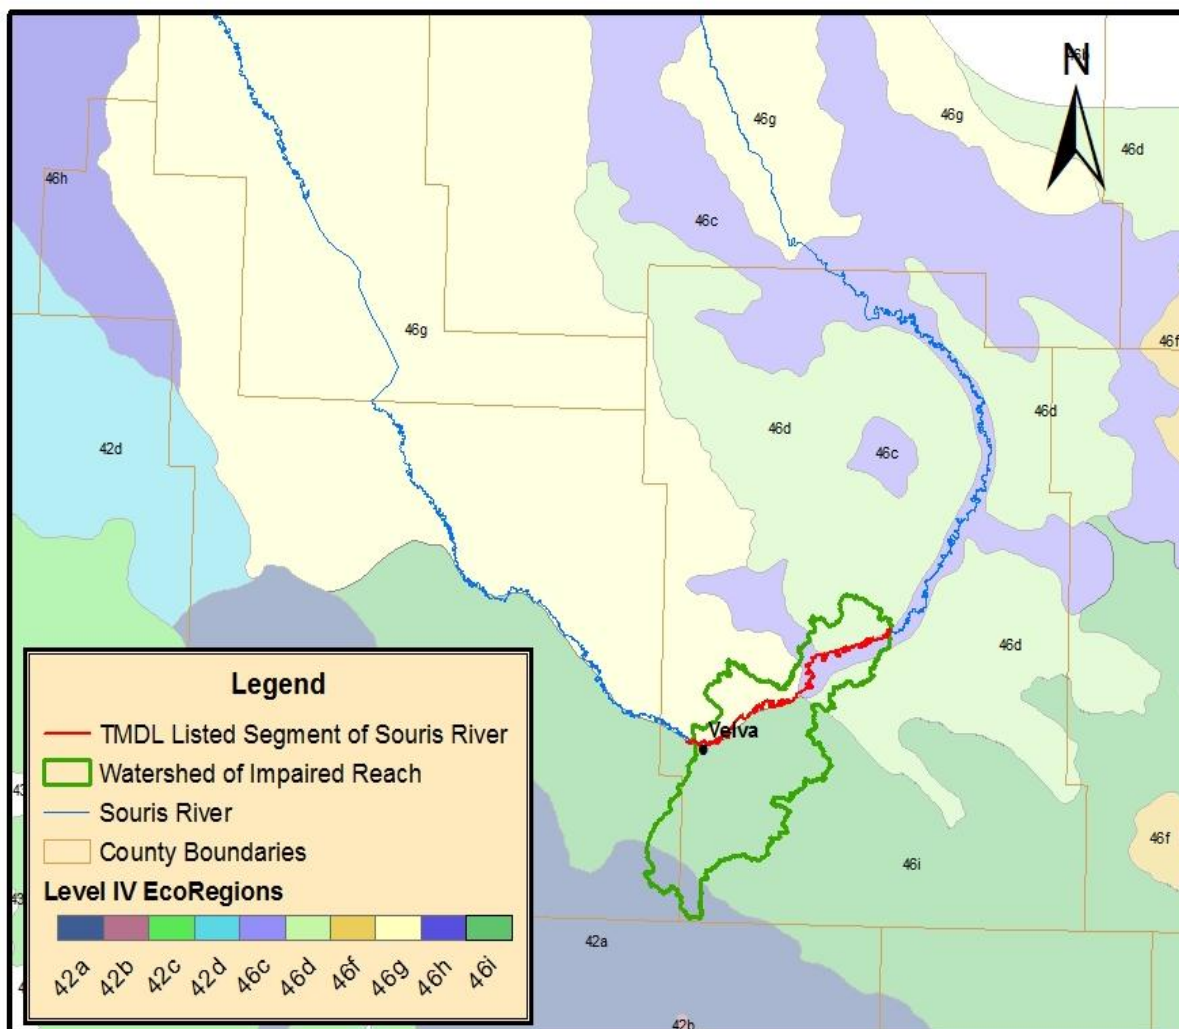 N
46g
46g
46d
46h
46c
46g
46f
46d
46d
42d
46c
46d
Velva
46i
46f
42a
42b
Legend
TMDL Listed Segment of Souris River
Watershed of Impaired Reach
Souris River
County Boundaries
Level IV EcoRegions
42a
42b
42c
42d
46c
46d
46f
46g
46h
46i